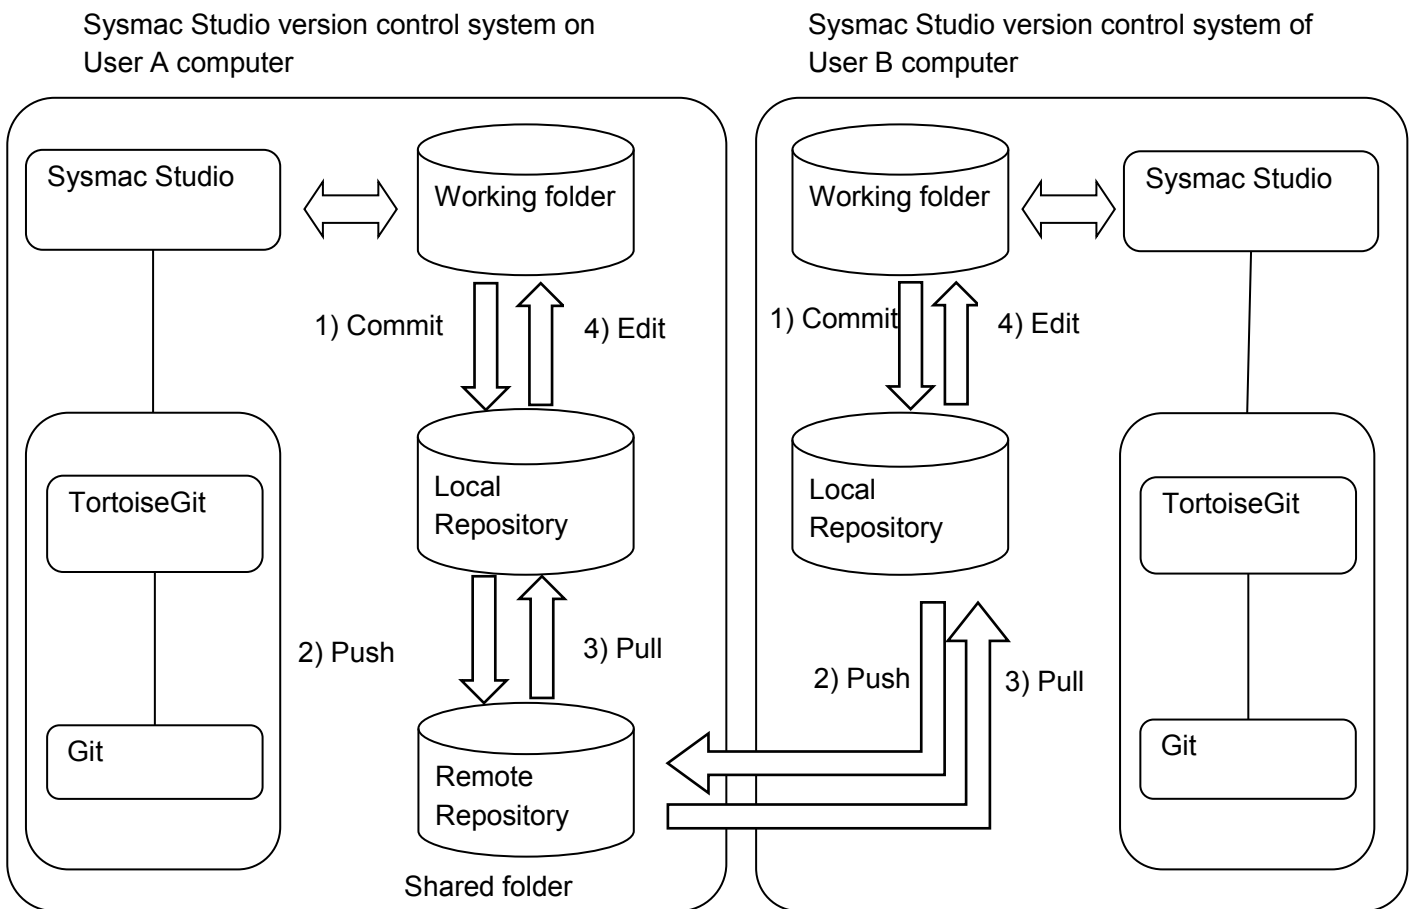 Sysmac Studio version control system on
User A computer
Sysmac Studio
Working folder
1) Commit
4) Edit
TortoiseGit
Local
Repository
2) Push
3) Pull
Git
Remote
Repository
Shared folder
Sysmac Studio version control system of
User B computer
Working folder
Sysmac Studio
1) Commit
4) Edit
Local
Repository
TortoiseGit
2) Push
3) Pull
Git